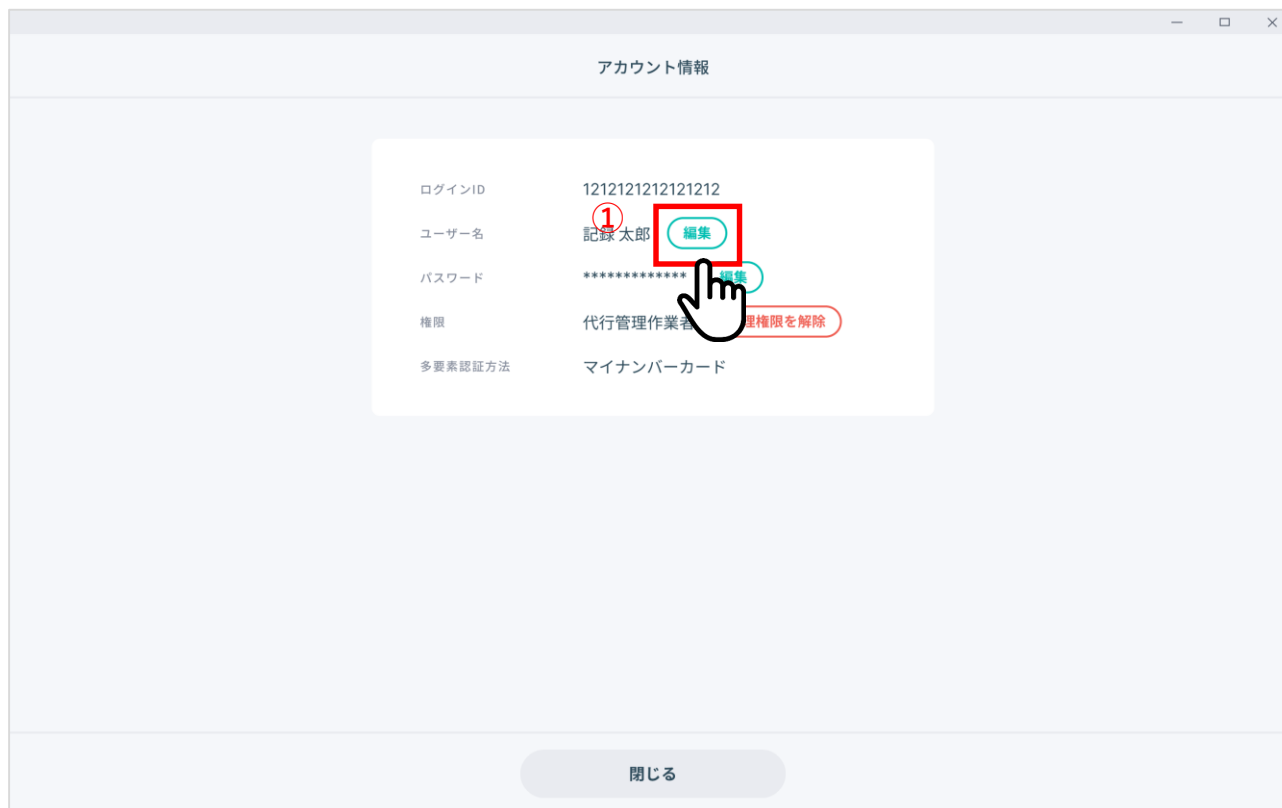 アカウント情報
ログインID 1212121212121212
①
ユーザー名 記録 太郎 編集
パスワード ************* 編集
権限 代行管理作業者 理権限を解除
多要素認証方法 マイナンバーカード
閉じる